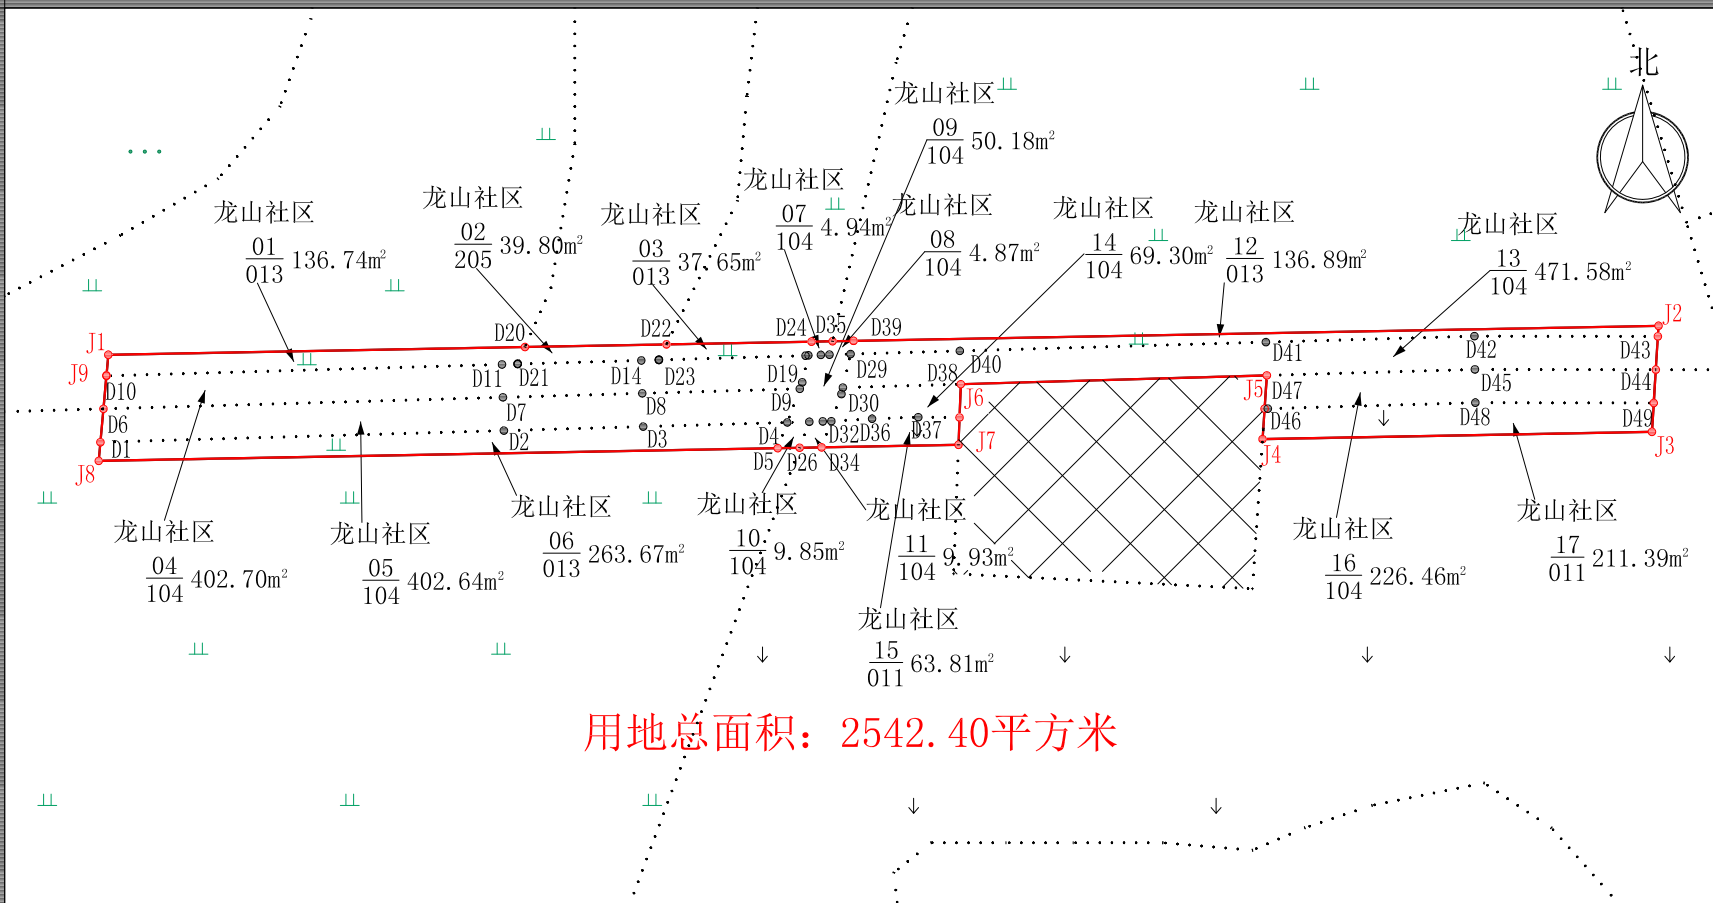 北
龙山社区
09
104
50.18m²
龙山社区
07
104
4.94m²
龙山社区
02
205
39.80m²
龙山社区
01
013
136.74m²
龙山社区
03
013
37.65m²
龙山社区
08
104
4.87m²
龙山社区
14
104
69.30m²
龙山社区
12
013
136.89m²
龙山社区
13
104
471.58m²
J1
D20
D22
D24
D35
D39
J2
J9
D10
D11
D21
D14
D23
D19
D29
D38
D40
D41
D42
D43
D6
D7
D8
D9
D30
J6
J5
D47
D45
D44
D1
D2
D3
D4
D32
D36
D37
D46
D48
D49
J8
D5
D26
D34
J7
J4
J3
龙山社区
04
104
402.70m²
龙山社区
05
104
402.64m²
龙山社区
06
013
263.67m²
龙山社区
10
104
9.85m²
龙山社区
11
104
9.93m²
龙山社区
16
104
226.46m²
龙山社区
17
011
211.39m²
龙山社区
15
011
63.81m²
用地总面积：2542.40平方米